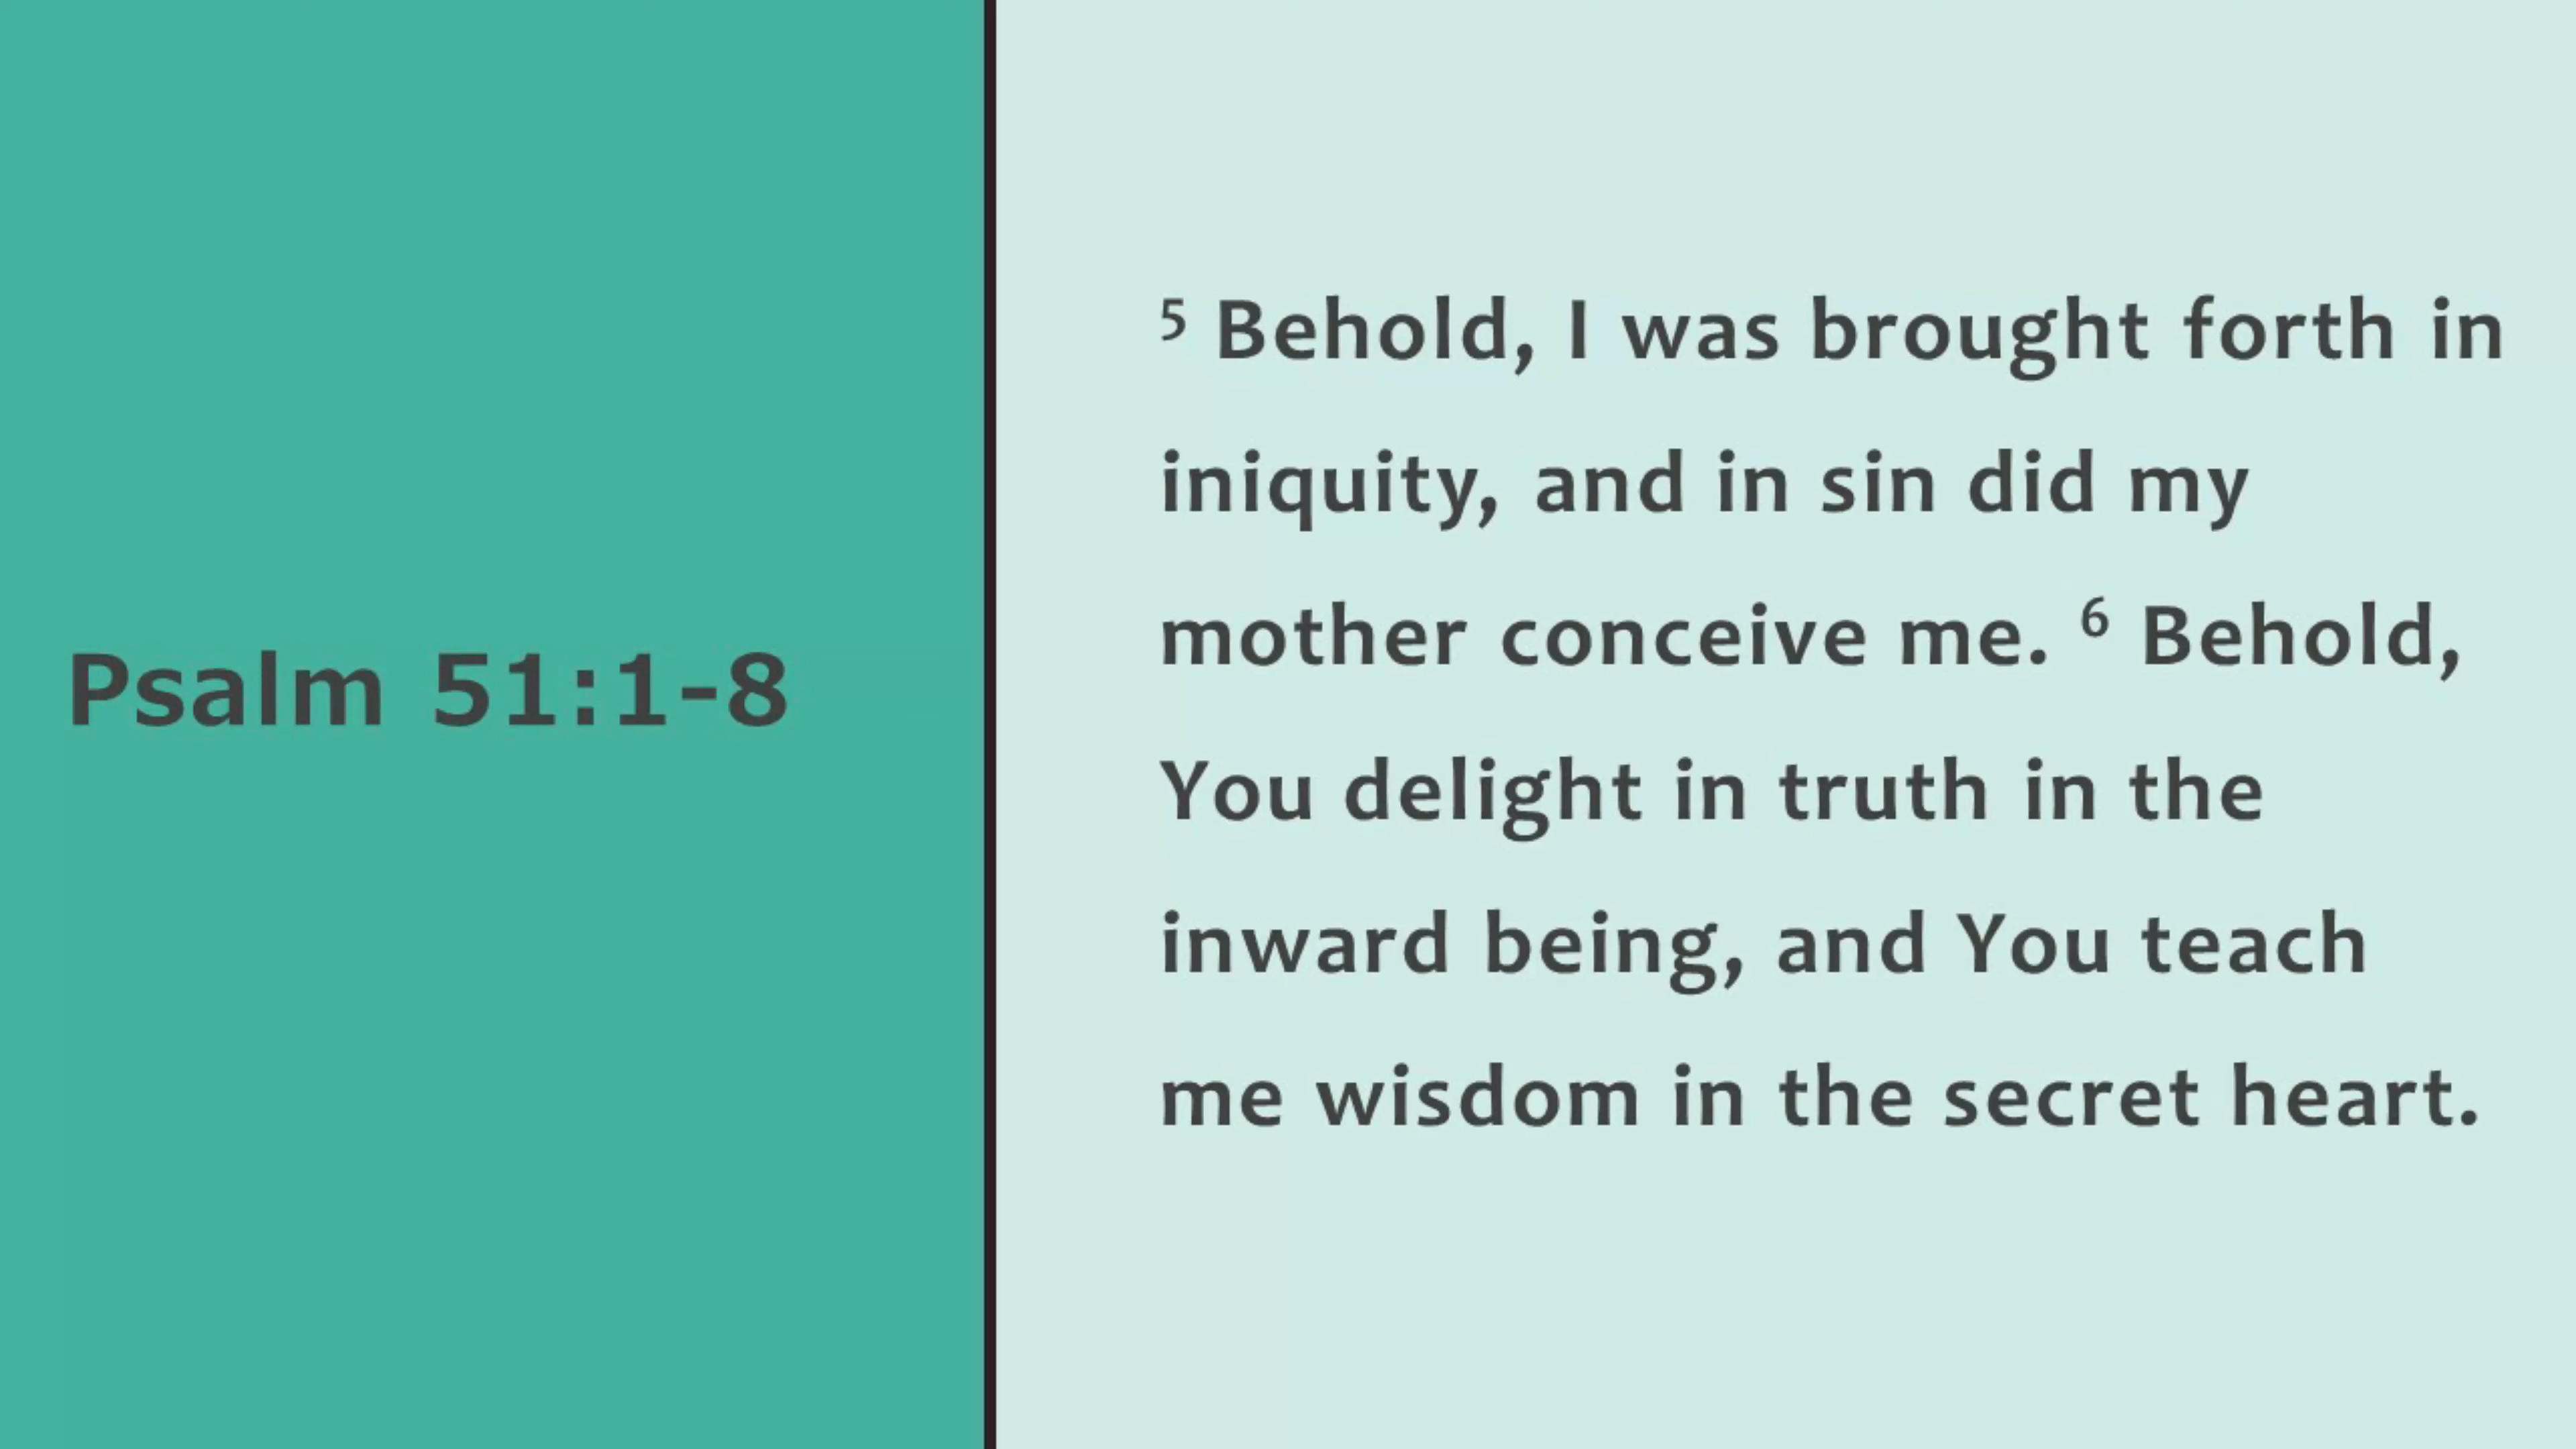 Psalm 51:1-8
⁵ Behold, I was brought forth in
iniquity, and in sin did my
mother conceive me. ⁶ Behold,
You delight in truth in the
inward being, and You teach
me wisdom in the secret heart.